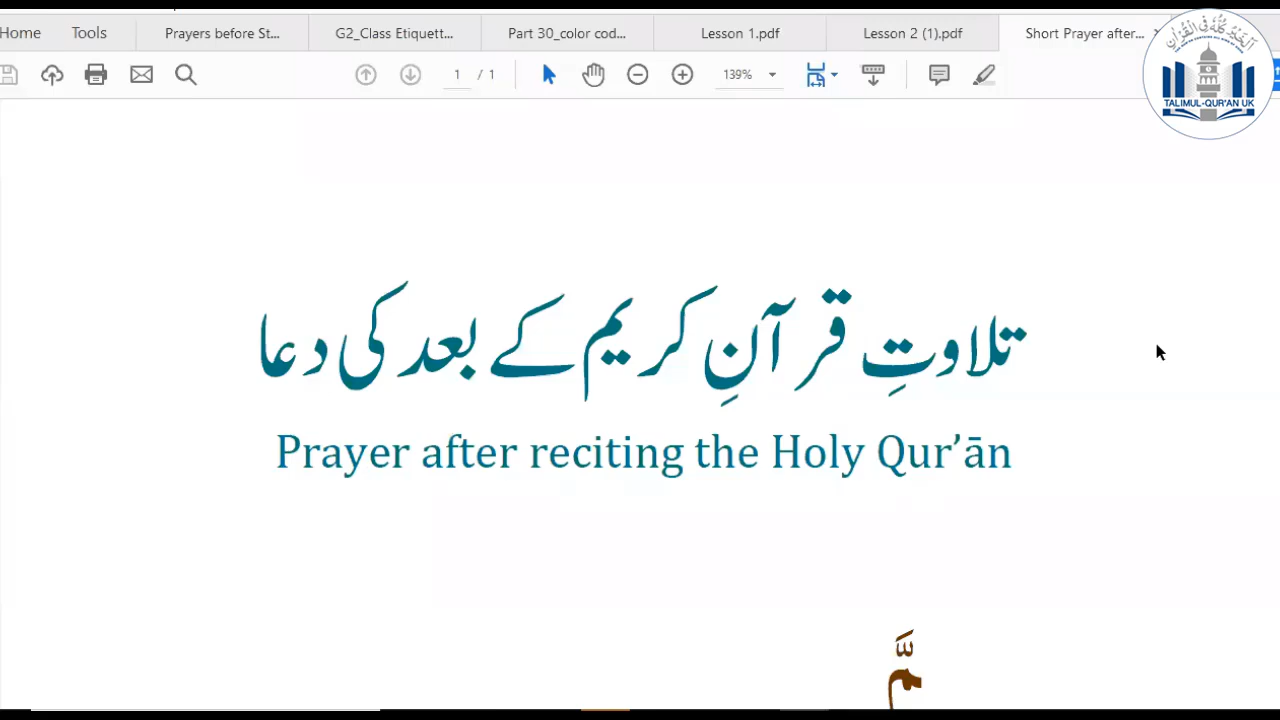 Home Tools Prayers before St... G2_Class Etiquett... Part 30_color cod... Lesson 1.pdf Lesson 2 (1).pdf Short Prayer after...
1 / 1 139%
اَلْخَيْرُ كُلُّهٗ فِي الْقُرْاٰنِ
TALIMUL-QUR'AN UK
تلاوتِ قرآنِ کریم کے بعد کی دعا
Prayer after reciting the Holy Qur’ān